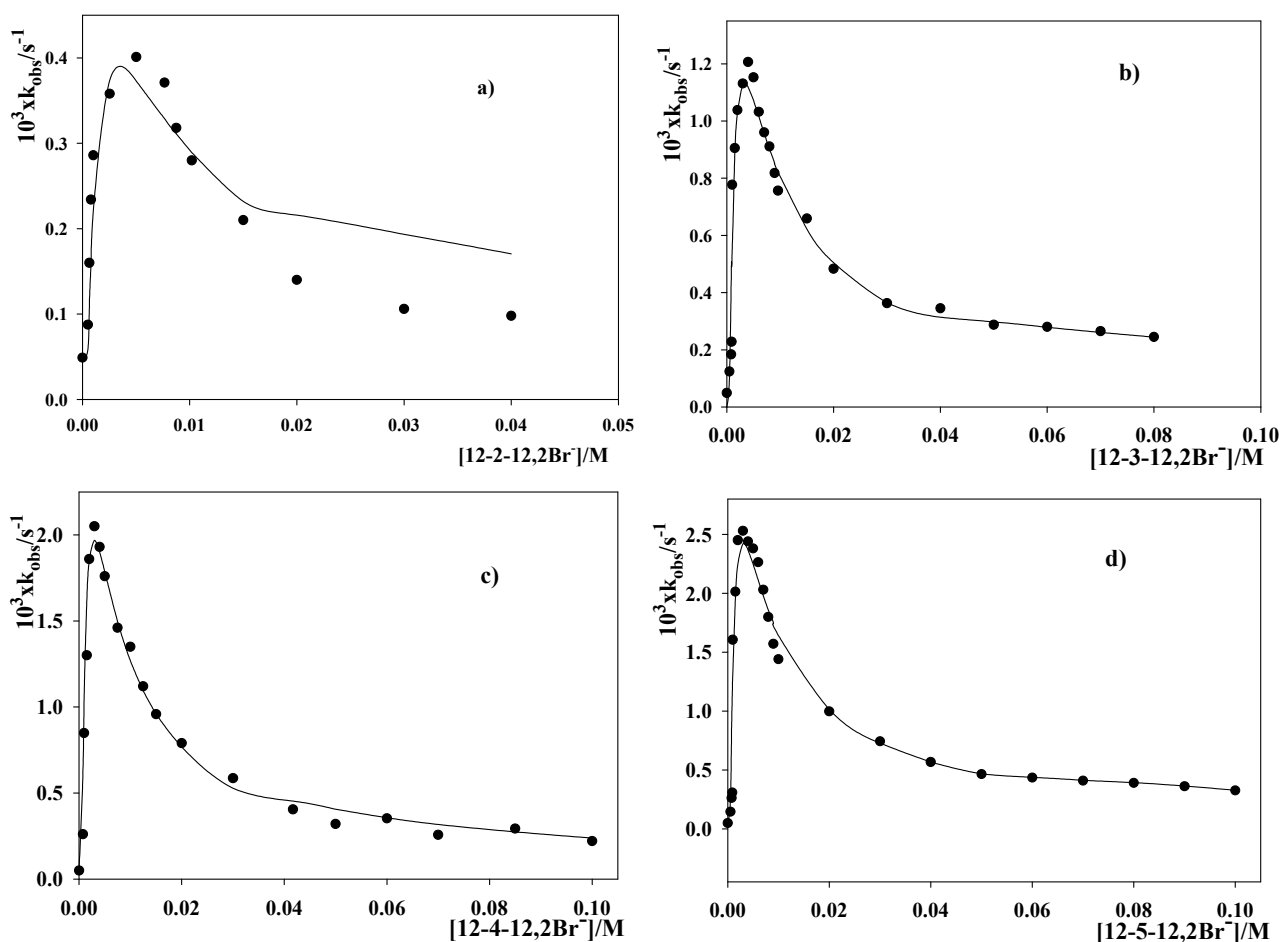 a)
10³xk_obs/s⁻¹
0.4
0.3
0.2
0.1
0.0
0.00 0.01 0.02 0.03 0.04 0.05
[12-2-12,2Br⁻]/M
b)
10³xk_obs/s⁻¹
1.2
1.0
0.8
0.6
0.4
0.2
0.0
0.00 0.02 0.04 0.06 0.08 0.10
[12-3-12,2Br⁻]/M
c)
10³xk_obs/s⁻¹
2.0
1.5
1.0
0.5
0.0
0.00 0.02 0.04 0.06 0.08 0.10
[12-4-12,2Br⁻]/M
d)
10³xk_obs/s⁻¹
2.5
2.0
1.5
1.0
0.5
0.0
0.00 0.02 0.04 0.06 0.08 0.10
[12-5-12,2Br⁻]/M